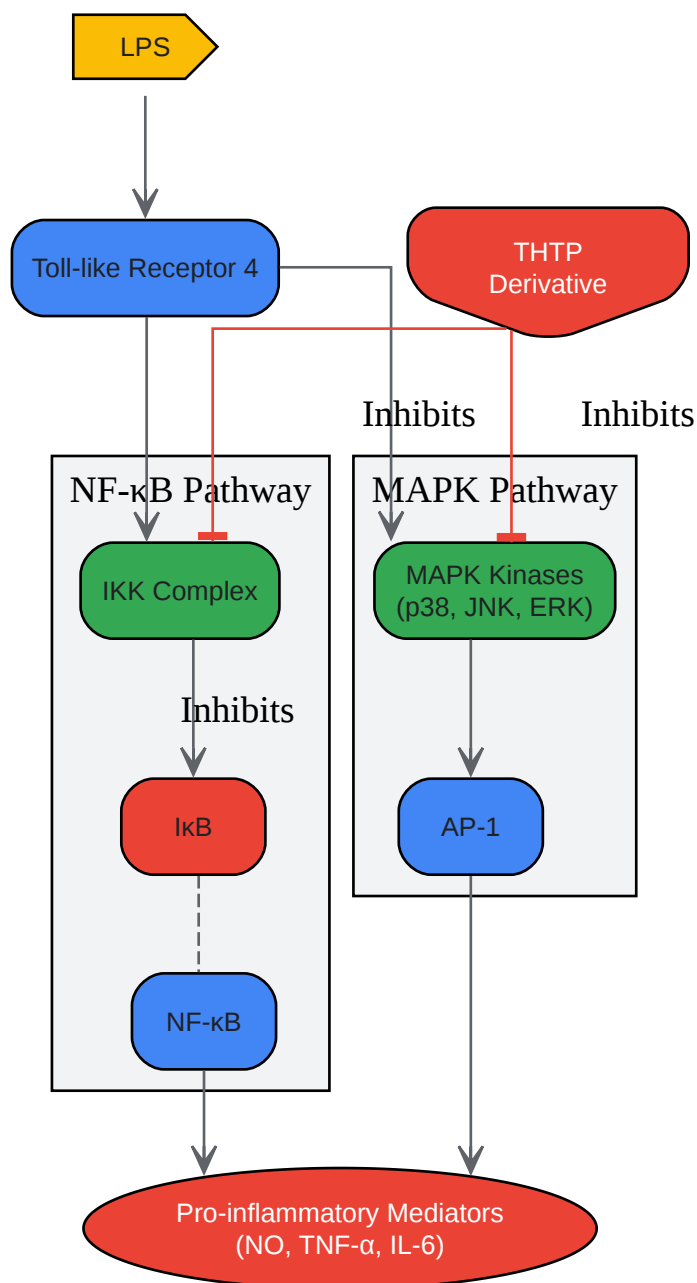 LPS
Toll-like Receptor 4
THTP
Derivative
Inhibits
Inhibits
NF-κB Pathway
MAPK Pathway
IKK Complex
MAPK Kinases
(p38, JNK, ERK)
Inhibits
IκB
AP-1
NF-κB
Pro-inflammatory Mediators
(NO, TNF-α, IL-6)